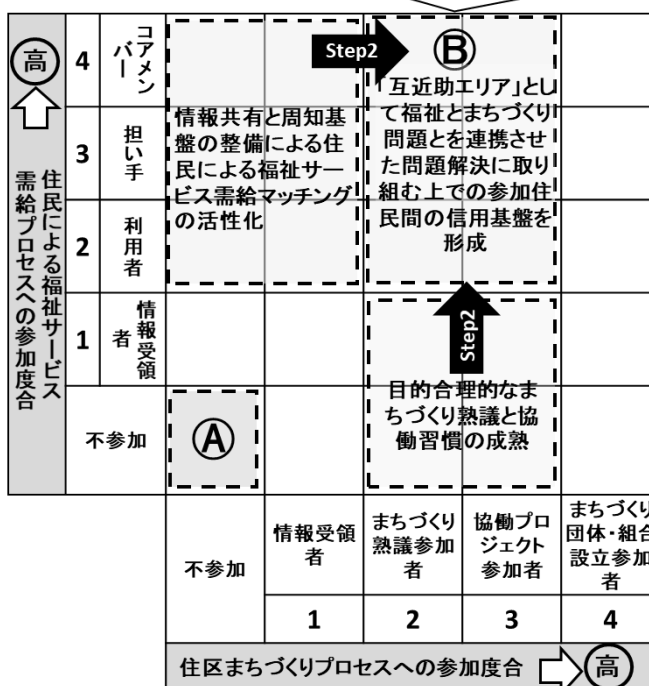 高
住民による福祉サービス
需給プロセスへの参加度合
4
コアメン
バー
3
担い手
2
利用者
1
情報受領
者
不参加
Step2
Ⓑ
「互近助エリア」とし
て福祉とまちづくり
問題とを連携させ
た問題解決に取り
組む上での参加住
民間の信用基盤を
形成
情報共有と周知基
盤の整備による住
民による福祉サー
ビス需給マッチング
の活性化
Step2
目的合理的なま
ちづくり熟議と協
働習慣の成熟
Ⓐ
不参加
情報受領
者
まちづくり
熟議参加
者
協働プロ
ジェクト
参加者
まちづくり
団体・組合
設立参加
者
1
2
3
4
住区まちづくりプロセスへの参加度合
高